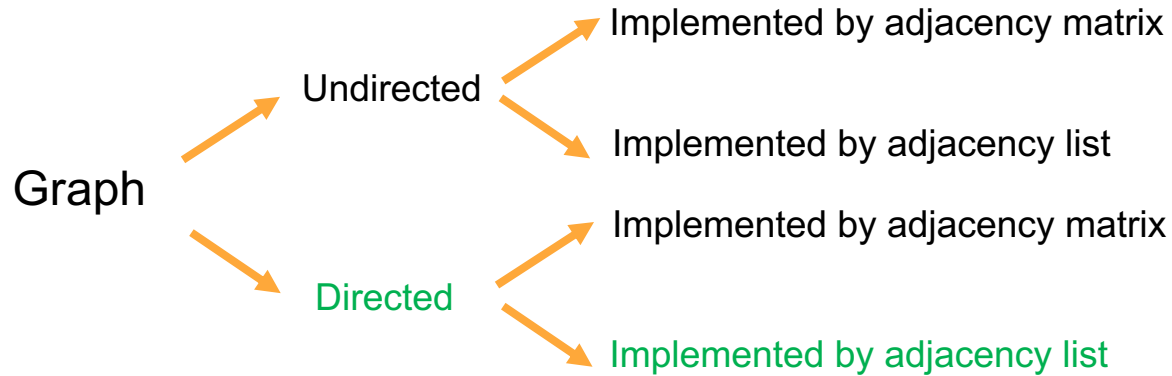 Implemented by adjacency matrix
Undirected
Implemented by adjacency list
Graph
Implemented by adjacency matrix
Directed
Implemented by adjacency list